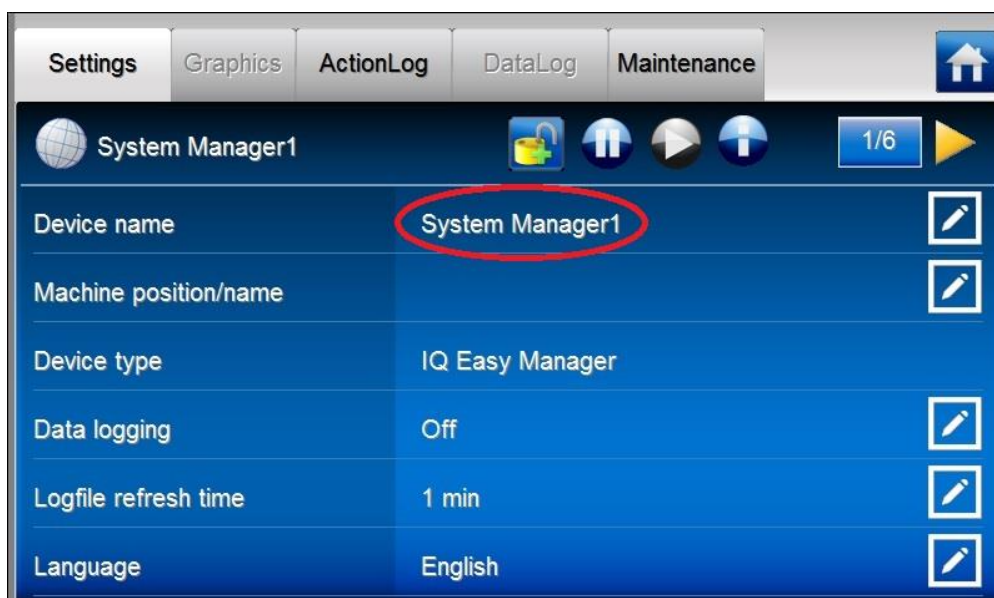 Settings Graphics ActionLog DataLog Maintenance
System Manager1 1/6
Device name System Manager1
Machine position/name
Device type IQ Easy Manager
Data logging Off
Logfile refresh time 1 min
Language English